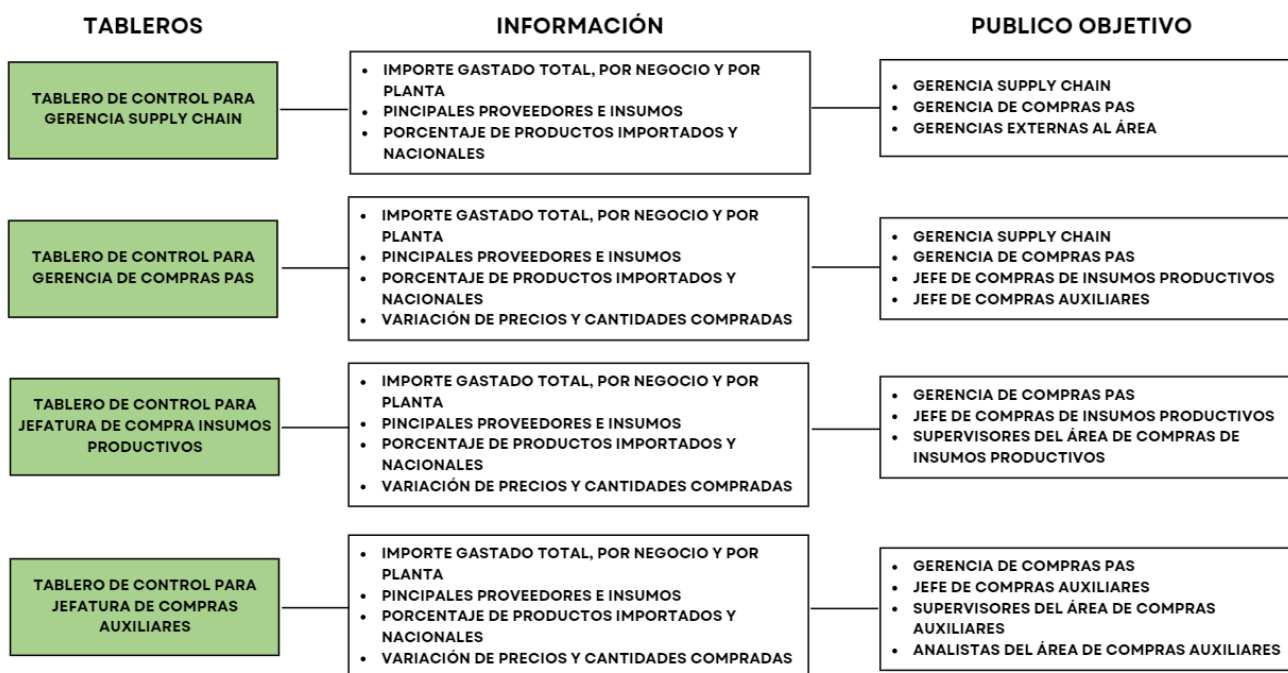 TABLEROS
INFORMACIÓN
PUBLICO OBJETIVO
TABLERO DE CONTROL PARA
GERENCIA SUPPLY CHAIN
• IMPORTE GASTADO TOTAL, POR NEGOCIO Y POR
PLANTA
• PINCIPALES PROVEEDORES E INSUMOS
• PORCENTAJE DE PRODUCTOS IMPORTADOS Y
NACIONALES
• GERENCIA SUPPLY CHAIN
• GERENCIA DE COMPRAS PAS
• GERENCIAS EXTERNAS AL ÁREA
TABLERO DE CONTROL PARA
GERENCIA DE COMPRAS PAS
• IMPORTE GASTADO TOTAL, POR NEGOCIO Y POR
PLANTA
• PINCIPALES PROVEEDORES E INSUMOS
• PORCENTAJE DE PRODUCTOS IMPORTADOS Y
NACIONALES
• VARIACIÓN DE PRECIOS Y CANTIDADES COMPRADAS
• GERENCIA SUPPLY CHAIN
• GERENCIA DE COMPRAS PAS
• JEFE DE COMPRAS DE INSUMOS PRODUCTIVOS
• JEFE DE COMPRAS AUXILIARES
TABLERO DE CONTROL PARA
JEFATURA DE COMPRA INSUMOS
PRODUCTIVOS
• IMPORTE GASTADO TOTAL, POR NEGOCIO Y POR
PLANTA
• PINCIPALES PROVEEDORES E INSUMOS
• PORCENTAJE DE PRODUCTOS IMPORTADOS Y
NACIONALES
• VARIACIÓN DE PRECIOS Y CANTIDADES COMPRADAS
• GERENCIA DE COMPRAS PAS
• JEFE DE COMPRAS DE INSUMOS PRODUCTIVOS
• SUPERVISORES DEL ÁREA DE COMPRAS DE
INSUMOS PRODUCTIVOS
TABLERO DE CONTROL PARA
JEFATURA DE COMPRAS
AUXILIARES
• IMPORTE GASTADO TOTAL, POR NEGOCIO Y POR
PLANTA
• PINCIPALES PROVEEDORES E INSUMOS
• PORCENTAJE DE PRODUCTOS IMPORTADOS Y
NACIONALES
• VARIACIÓN DE PRECIOS Y CANTIDADES COMPRADAS
• GERENCIA DE COMPRAS PAS
• JEFE DE COMPRAS AUXILIARES
• SUPERVISORES DEL ÁREA DE COMPRAS
AUXILIARES
• ANALISTAS DEL ÁREA DE COMPRAS AUXILIARES